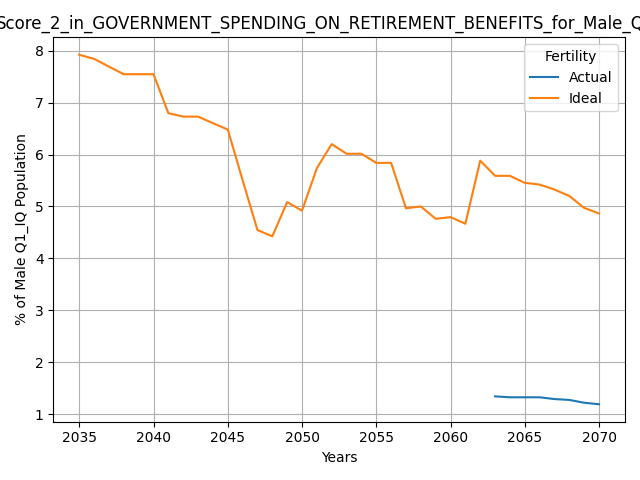 Score_2_in_GOVERNMENT_SPENDING_ON_RETIREMENT_BENEFITS_for_Male_Q
Fertility
Actual
Ideal
% of Male Q1_IQ Population
8
7
6
5
4
3
2
1
2035 2040 2045 2050 2055 2060 2065 2070
Years